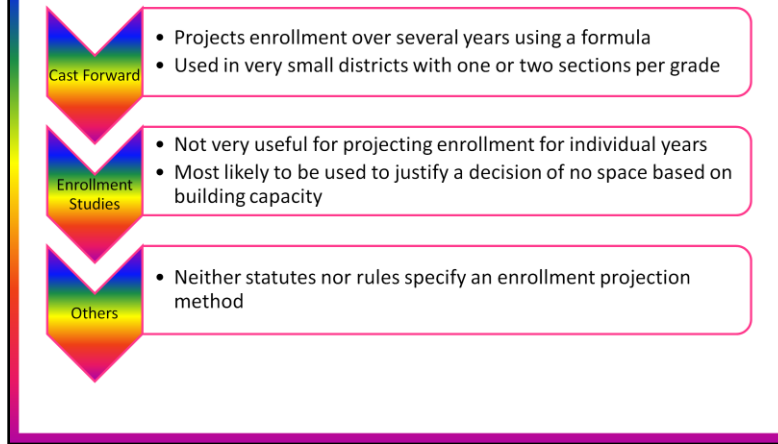 Cast Forward
• Projects enrollment over several years using a formula
• Used in very small districts with one or two sections per grade
Enrollment
Studies
• Not very useful for projecting enrollment for individual years
• Most likely to be used to justify a decision of no space based on
building capacity
Others
• Neither statutes nor rules specify an enrollment projection
method